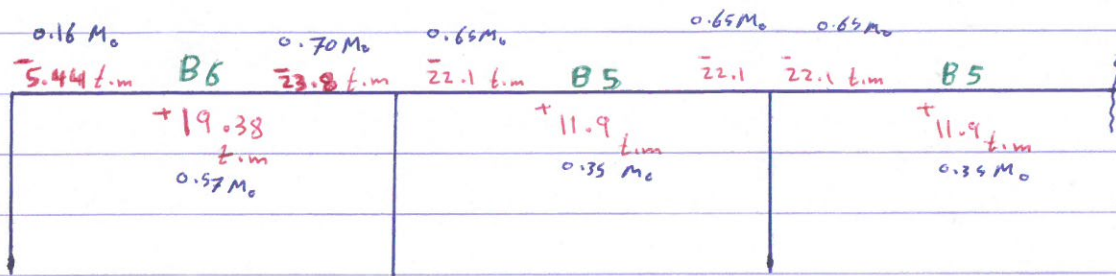 0.16 M₀ 0.70 M₀ 0.65 M₀ 0.65 M₀ 0.65 M₀
-5.44 t.m B6 -23.8 t.m -22.1 t.m B5 -22.1 -22.1 t.m B5
+19.38 +11.9 t.m +11.9 t.m
t.m
0.57 M₀ 0.35 M₀ 0.35 M₀